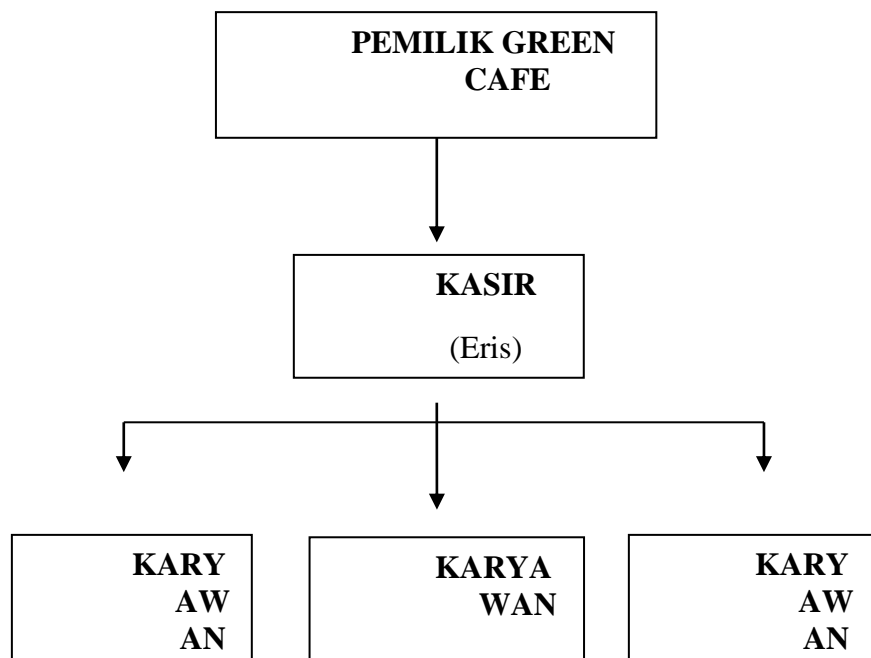 PEMILIK GREEN
CAFE
KASIR
(Eris)
KARY
AW
AN
KARYA
WAN
KARY
AW
AN